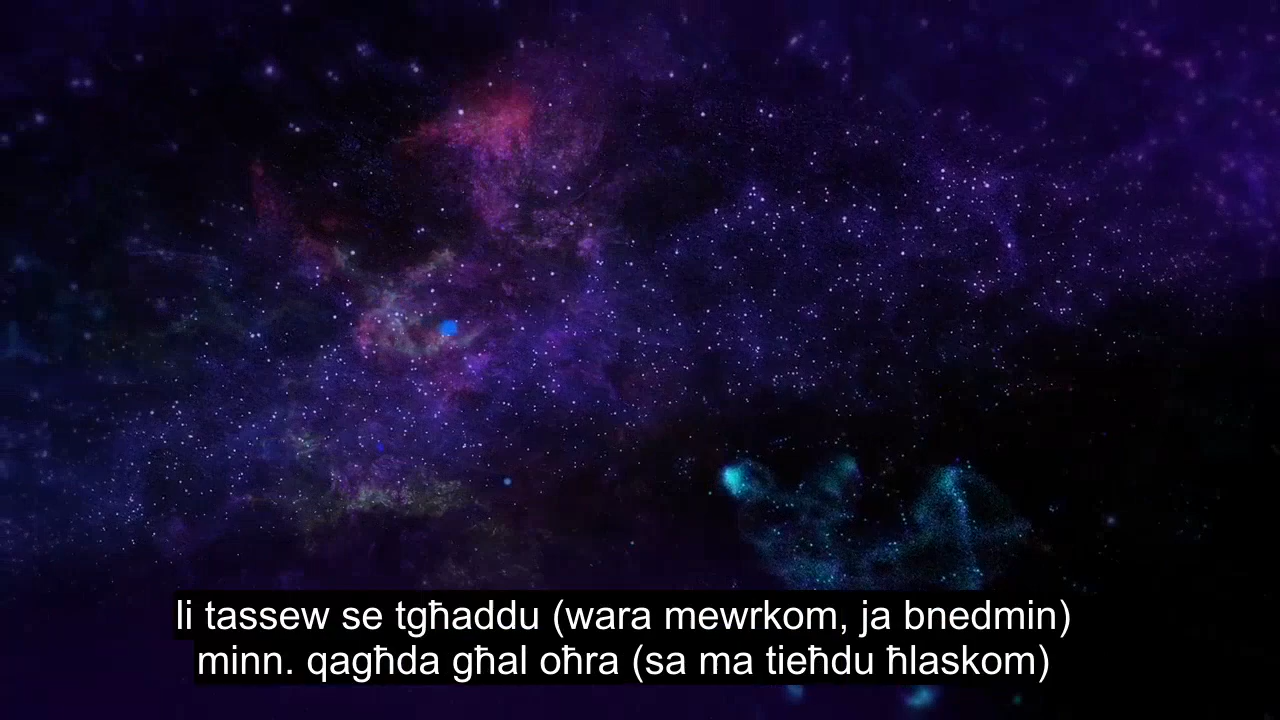 li tassew se tgħaddu (wara mewrkom, ja bnedmin)
minn. qagħda għal oħra (sa ma tieħdu ħlaskom)